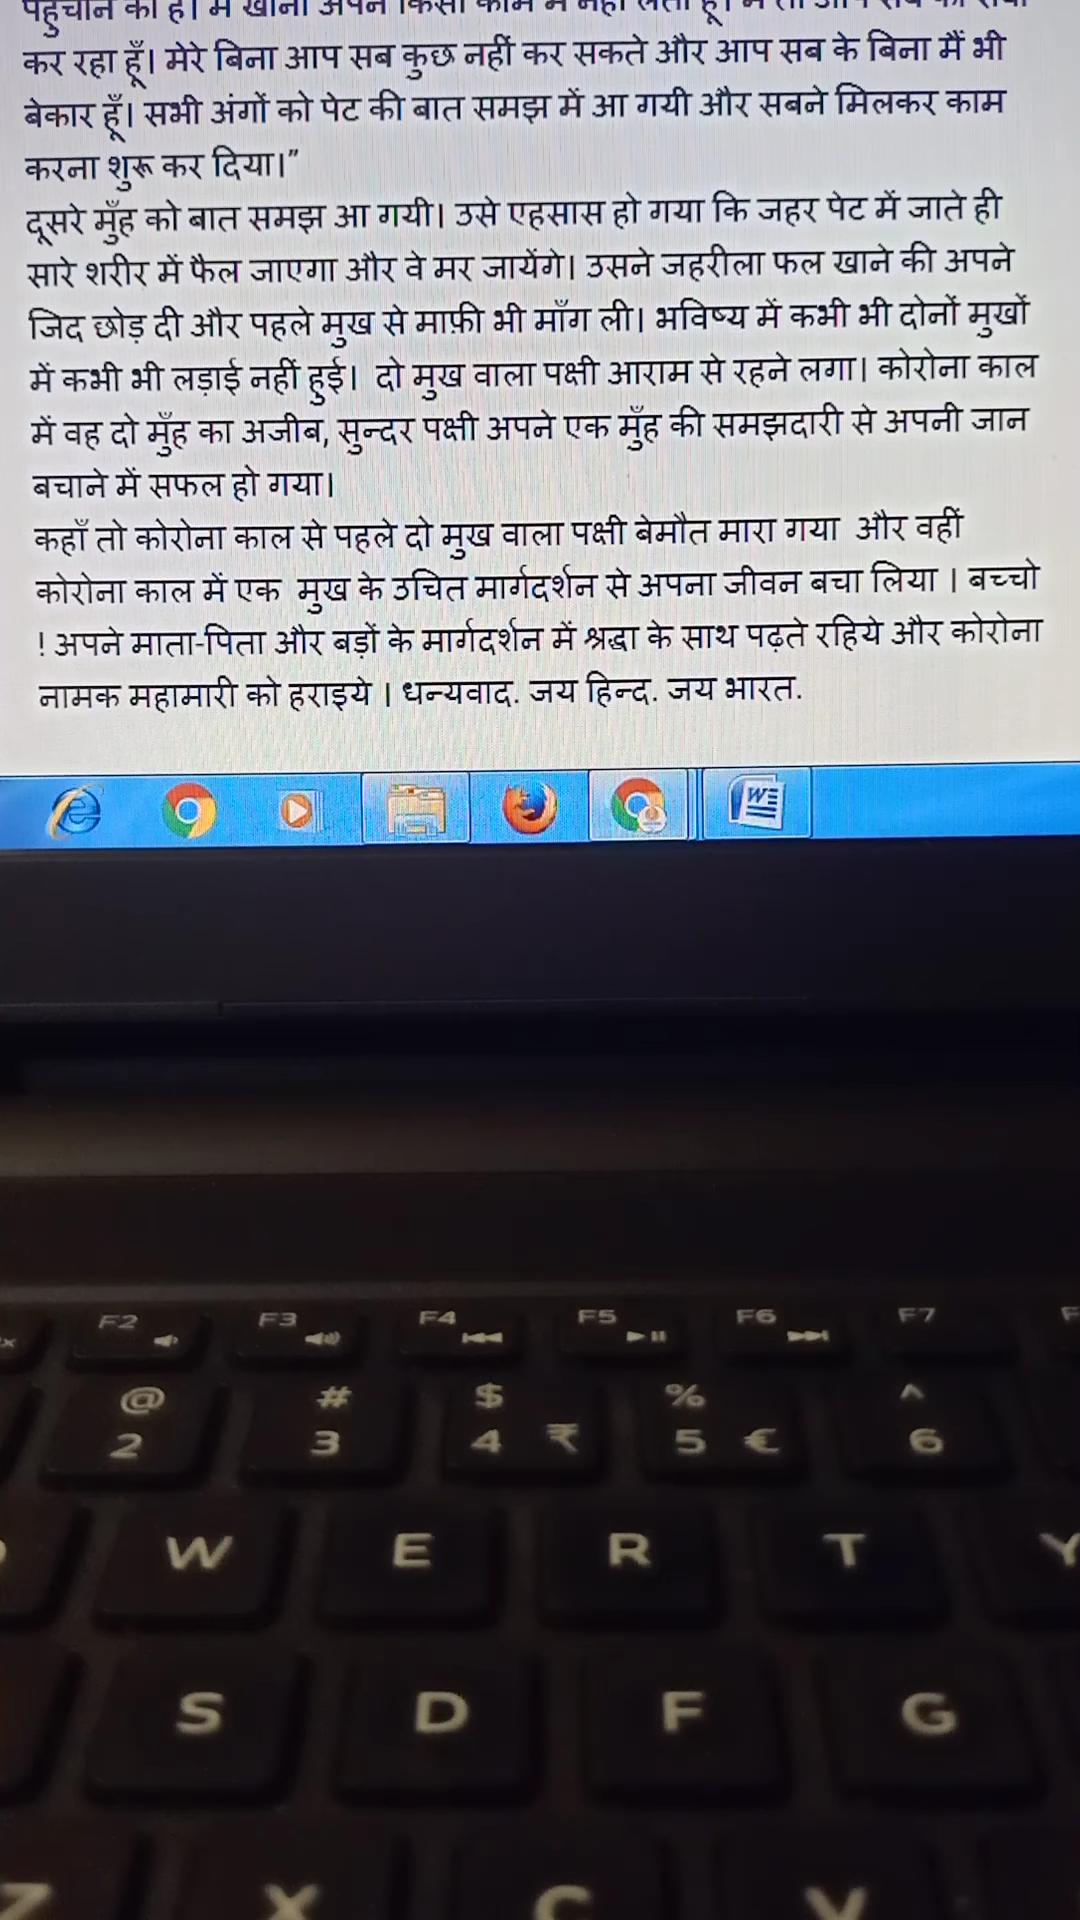 कर रहा हूँ। मेरे बिना आप सब कुछ नहीं कर सकते और आप सब के बिना मैं भी
बेकार हूँ। सभी अंगों को पेट की बात समझ में आ गयी और सबने मिलकर काम
करना शुरू कर दिया।”
दूसरे मुँह को बात समझ आ गयी। उसे एहसास हो गया कि जहर पेट में जाते ही
सारे शरीर में फैल जाएगा और वे मर जायेंगे। उसने जहरीला फल खाने की अपने
जिद छोड़ दी और पहले मुख से माफ़ी भी माँग ली। भविष्य में कभी भी दोनों मुखों
में कभी भी लड़ाई नहीं हुई। दो मुख वाला पक्षी आराम से रहने लगा। कोरोना काल
में वह दो मुँह का अजीब, सुन्दर पक्षी अपने एक मुँह की समझदारी से अपनी जान
बचाने में सफल हो गया।
कहाँ तो कोरोना काल से पहले दो मुख वाला पक्षी बेमौत मारा गया और वहीं
कोरोना काल में एक मुख के उचित मार्गदर्शन से अपना जीवन बचा लिया । बच्चो
! अपने माता-पिता और बड़ों के मार्गदर्शन में श्रद्धा के साथ पढ़ते रहिये और कोरोना
नामक महामारी को हराइये । धन्यवाद. जय हिन्द. जय भारत.
F2 F3 F4 F5 F6 F7
@ # $ % ^
2 3 4 ₹ 5 € 6
W E R T Y
S D F G
Z X C V